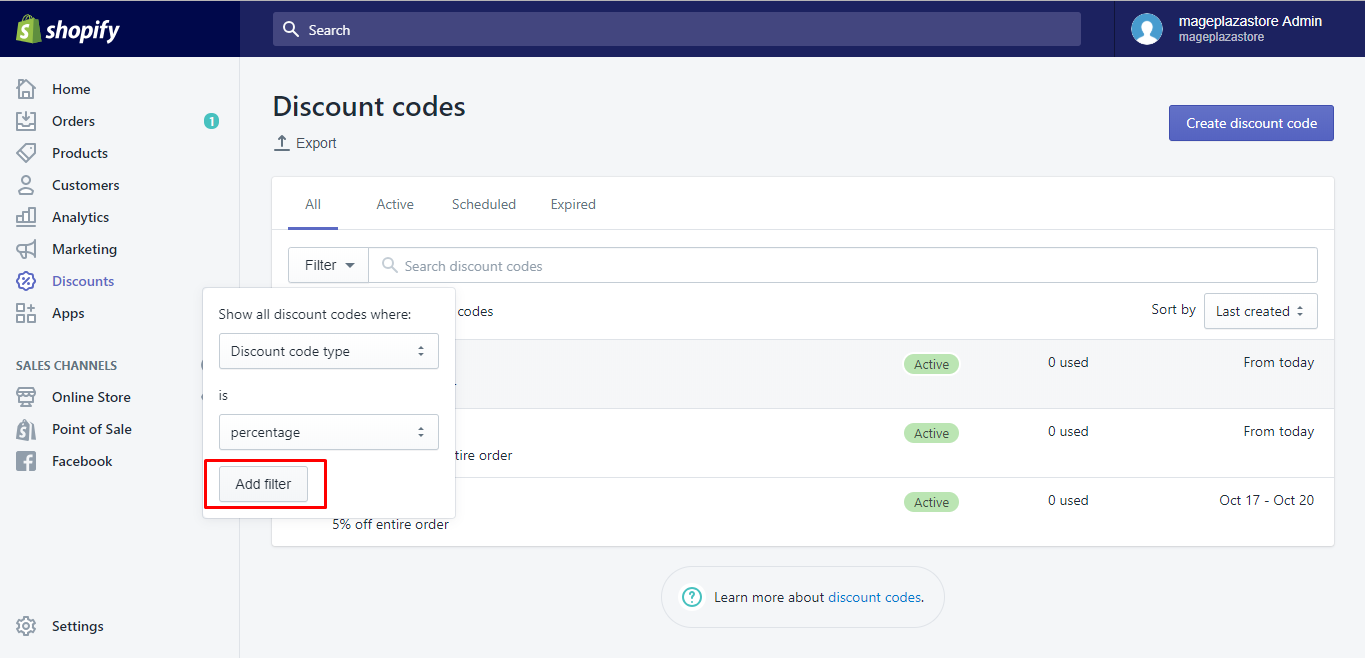 shopify
Search
mageplazastore Admin
mageplazastore
Home
Orders 1
Products
Customers
Analytics
Marketing
Discounts
Apps
SALES CHANNELS
Online Store
Point of Sale
Facebook
Settings
Discount codes
Export
Create discount code
All Active Scheduled Expired
Filter Search discount codes
Show all discount codes where:
Discount code type
is
percentage
Add filter
codes Sort by Last created
Active 0 used From today
Active 0 used From today
tire order
Active 0 used Oct 17 - Oct 20
5% off entire order
Learn more about discount codes.